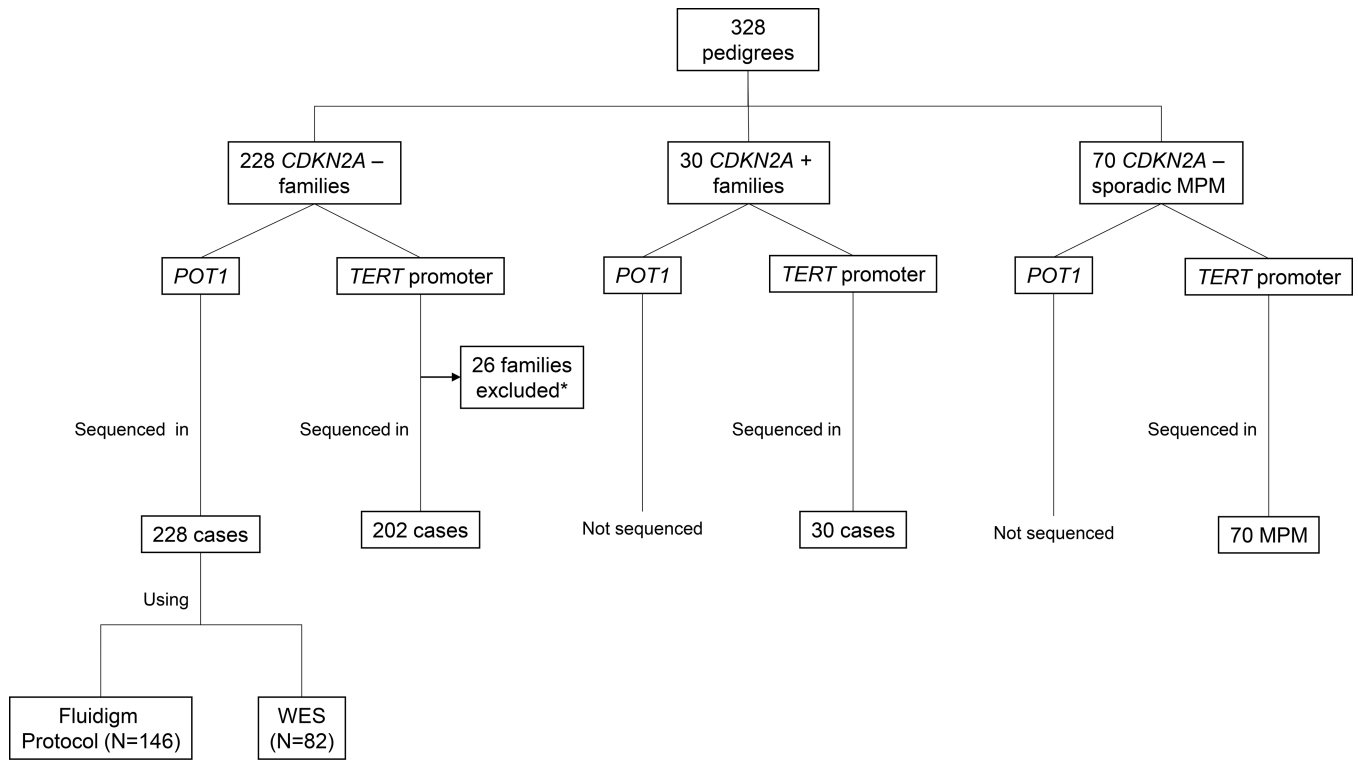 328
pedigrees
228 CDKN2A –
families
30 CDKN2A +
families
70 CDKN2A –
sporadic MPM
POT1
TERT promoter
POT1
TERT promoter
POT1
TERT promoter
26 families
excluded*
Sequenced in
Sequenced in
Sequenced in
Sequenced in
228 cases
202 cases
Not sequenced
30 cases
Not sequenced
70 MPM
Using
Fluidigm
Protocol (N=146)
WES
(N=82)